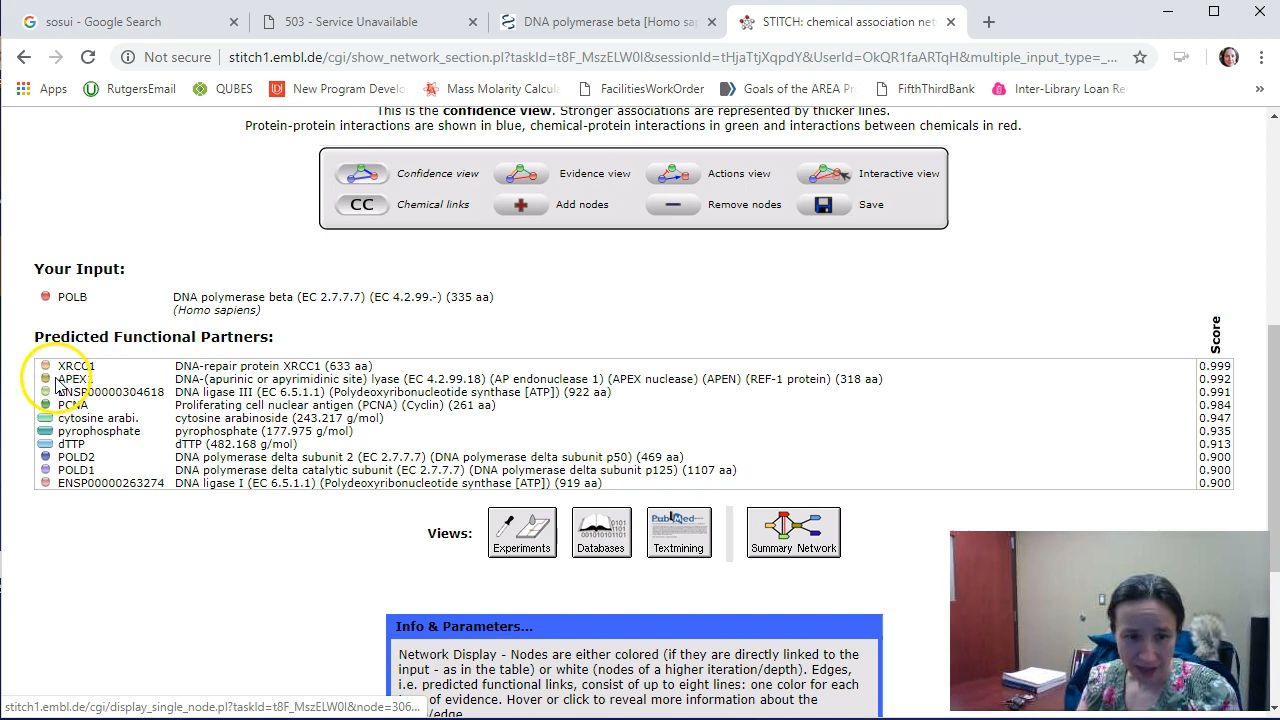 sosui - Google Search
503 - Service Unavailable
DNA polymerase beta [Homo sap
STITCH: chemical association net
Not secure
stitch1.embl.de/cgi/show_network_section.pl?taskId=t8F_MszELW0I&sessionId=tHjaTtjXqpdY&UserId=OkQR1faARTqH&multiple_input_type=_...
Apps
RutgersEmail
QUBES
New Program Develo
Mass Molarity Calcula
FacilitiesWorkOrder
Goals of the AREA Pr
FifthThirdBank
Inter-Library Loan Re
»
This is the confidence view. Stronger associations are represented by thicker lines.
Protein-protein interactions are shown in blue, chemical-protein interactions in green and interactions between chemicals in red.
Confidence view
Evidence view
Actions view
Interactive view
CC
Chemical links
Add nodes
Remove nodes
Save
Your Input:
POLB DNA polymerase beta (EC 2.7.7.7) (EC 4.2.99.-) (335 aa)
(Homo sapiens)
Predicted Functional Partners:
Score
XRCC1 DNA-repair protein XRCC1 (633 aa) 0.999
APEX DNA-(apurinic or apyrimidinic site) lyase (EC 4.2.99.18) (AP endonuclease 1) (APEX nuclease) (APEN) (REF-1 protein) (318 aa) 0.992
ENSP00000304618 DNA ligase III (EC 6.5.1.1) (Polydeoxyribonucleotide synthase [ATP]) (922 aa) 0.991
PCNA Proliferating cell nuclear antigen (PCNA) (Cyclin) (261 aa) 0.984
cytosine arabi. cytosine arabinoside (243.217 g/mol) 0.947
pyrophosphate pyrophosphate (177.975 g/mol) 0.935
dTTP dTTP (482.168 g/mol) 0.913
POLD2 DNA polymerase delta subunit 2 (EC 2.7.7.7) (DNA polymerase delta subunit p50) (469 aa) 0.900
POLD1 DNA polymerase delta catalytic subunit (EC 2.7.7.7) (DNA polymerase delta subunit p125) (1107 aa) 0.900
ENSP00000263274 DNA ligase I (EC 6.5.1.1) (Polydeoxyribonucleotide synthase [ATP]) (919 aa) 0.900
Views:
Experiments
Databases
PubMed
Textmining
Summary Network
Info & Parameters...
Network Display - Nodes are either colored (if they are directly linked to the
input - as in the table) or white (nodes of a higher iteration/depth). Edges,
i.e. predicted functional links, consist of up to eight lines: one color for each
of evidence. Hover or click to reveal more information about the
stitch1.embl.de/cgi/display_single_node.pl?taskId=t8F_MszELW0I&node=306...